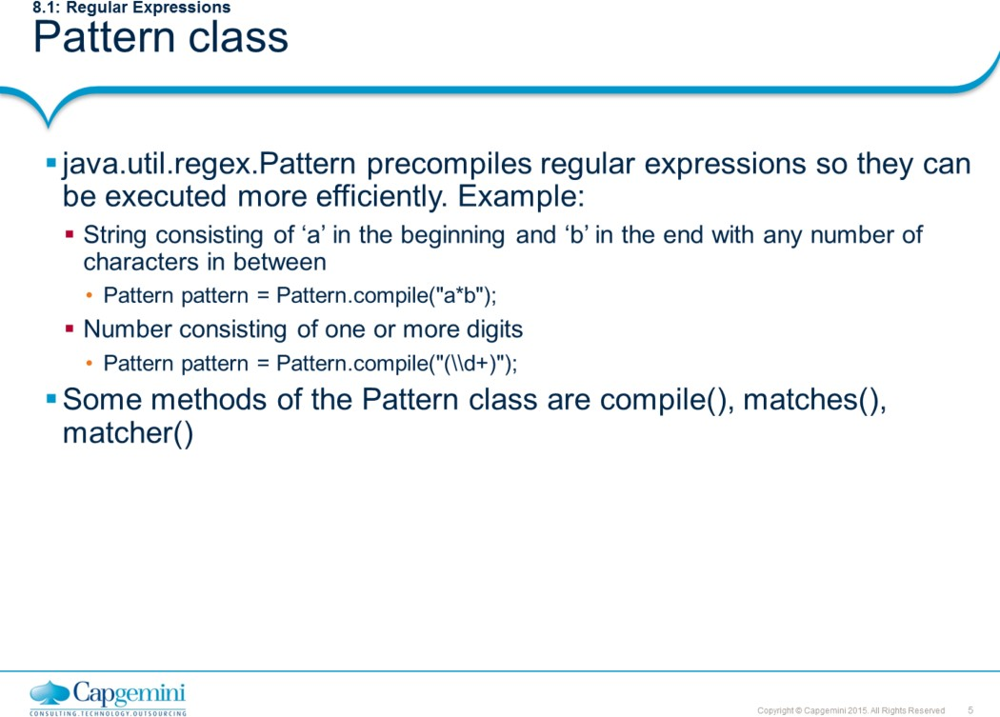 8.1: Regular Expressions
Pattern class
▪ java.util.regex.Pattern precompiles regular expressions so they can
be executed more efficiently. Example:
▪ String consisting of ‘a’ in the beginning and ‘b’ in the end with any number of
characters in between
• Pattern pattern = Pattern.compile("a*b");
▪ Number consisting of one or more digits
• Pattern pattern = Pattern.compile("(\\d+)");
▪ Some methods of the Pattern class are compile(), matches(),
matcher()
Capgemini
CONSULTING.TECHNOLOGY.OUTSOURCING
Copyright © Capgemini 2015. All Rights Reserved 5